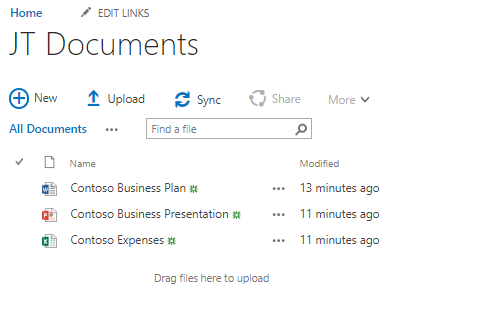 Home EDIT LINKS
JT Documents
New Upload Sync Share More
All Documents ••• Find a file
Name Modified
Contoso Business Plan ••• 13 minutes ago
Contoso Business Presentation ••• 11 minutes ago
Contoso Expenses ••• 11 minutes ago
Drag files here to upload